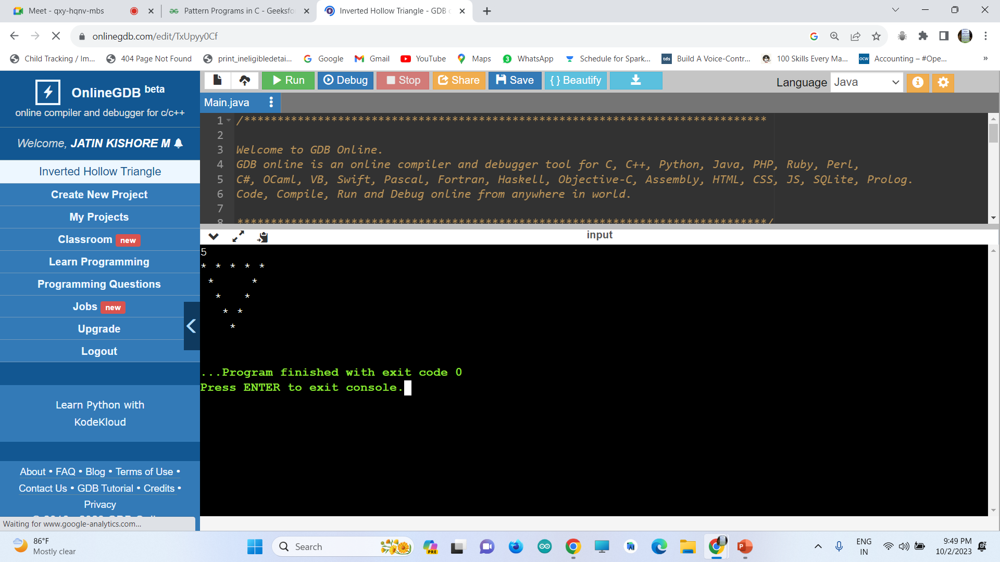 Meet - qxy-hqnv-mbs
Pattern Programs in C - Geeksfo
Inverted Hollow Triangle - GDB
onlinegdb.com/edit/TxUpyy0Cf
Child Tracking / Im... 404 Page Not Found print_ineligibledetai... Google Gmail YouTube Maps WhatsApp Schedule for Spark... Build A Voice-Contr... 100 Skills Every Ma... Accounting – #Ope... »
OnlineGDB beta
online compiler and debugger for c/c++
Welcome, JATIN KISHORE M
Inverted Hollow Triangle
Create New Project
My Projects
Classroom new
Learn Programming
Programming Questions
Jobs new
Upgrade
Logout
Learn Python with
KodeKloud
About • FAQ • Blog • Terms of Use •
Contact Us • GDB Tutorial • Credits •
Privacy
Waiting for www.google-analytics.com...
Run Debug Stop Share Save { } Beautify
Language Java
Main.java
1 /******************************************************************************
2
3 Welcome to GDB Online.
4 GDB online is an online compiler and debugger tool for C, C++, Python, Java, PHP, Ruby, Perl,
5 C#, OCaml, VB, Swift, Pascal, Fortran, Haskell, Objective-C, Assembly, HTML, CSS, JS, SQLite, Prolog.
6 Code, Compile, Run and Debug online from anywhere in world.
7
8 *******************************************************************************/
input
5
* * * * *
 *     *
  *   *
   * *
    *
...Program finished with exit code 0
Press ENTER to exit console.
86°F
Mostly clear
Search
PRE
ENG
IN
9:49 PM
10/2/2023